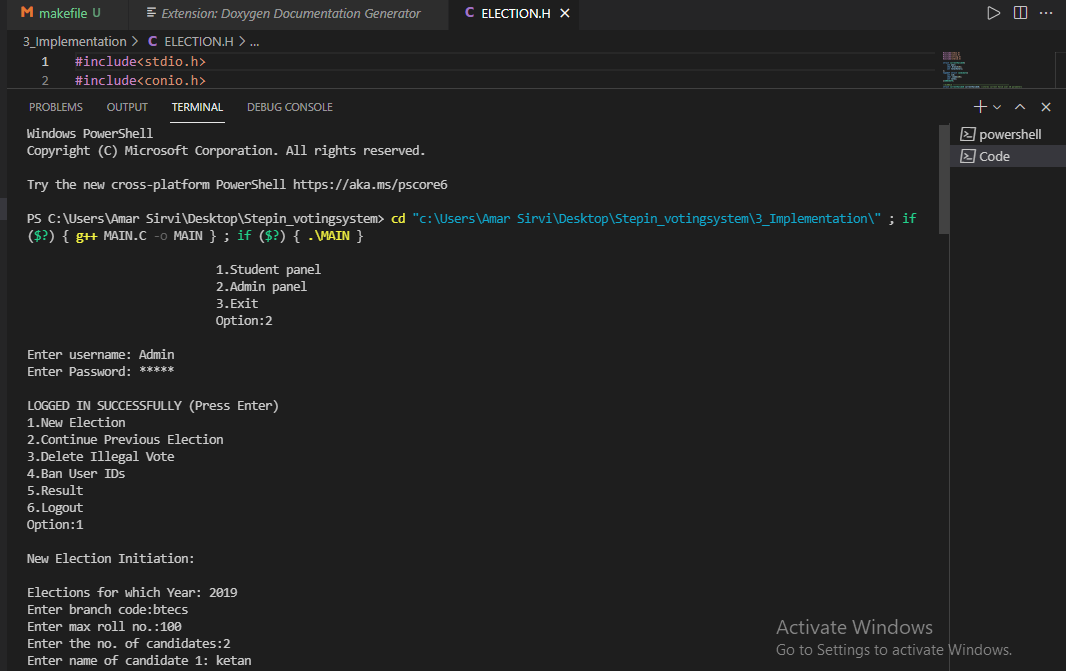 makefile U
Extension: Doxygen Documentation Generator
C ELECTION.H
3_Implementation > C ELECTION.H > ...
1 #include<stdio.h>
2 #include<conio.h>
PROBLEMS OUTPUT TERMINAL DEBUG CONSOLE
powershell
Code
Windows PowerShell
Copyright (C) Microsoft Corporation. All rights reserved.
Try the new cross-platform PowerShell https://aka.ms/pscore6
PS C:\Users\Amar Sirvi\Desktop\Stepin_votingsystem> cd "c:\Users\Amar Sirvi\Desktop\Stepin_votingsystem\3_Implementation\" ; if
($?) { g++ MAIN.C -o MAIN } ; if ($?) { .\MAIN }
1.Student panel
2.Admin panel
3.Exit
Option:2
Enter username: Admin
Enter Password: *****
LOGGED IN SUCCESSFULLY (Press Enter)
1.New Election
2.Continue Previous Election
3.Delete Illegal Vote
4.Ban User IDs
5.Result
6.Logout
Option:1
New Election Initiation:
Elections for which Year: 2019
Enter branch code:btecs
Enter max roll no.:100
Enter the no. of candidates:2
Enter name of candidate 1: ketan
Activate Windows
Go to Settings to activate Windows.